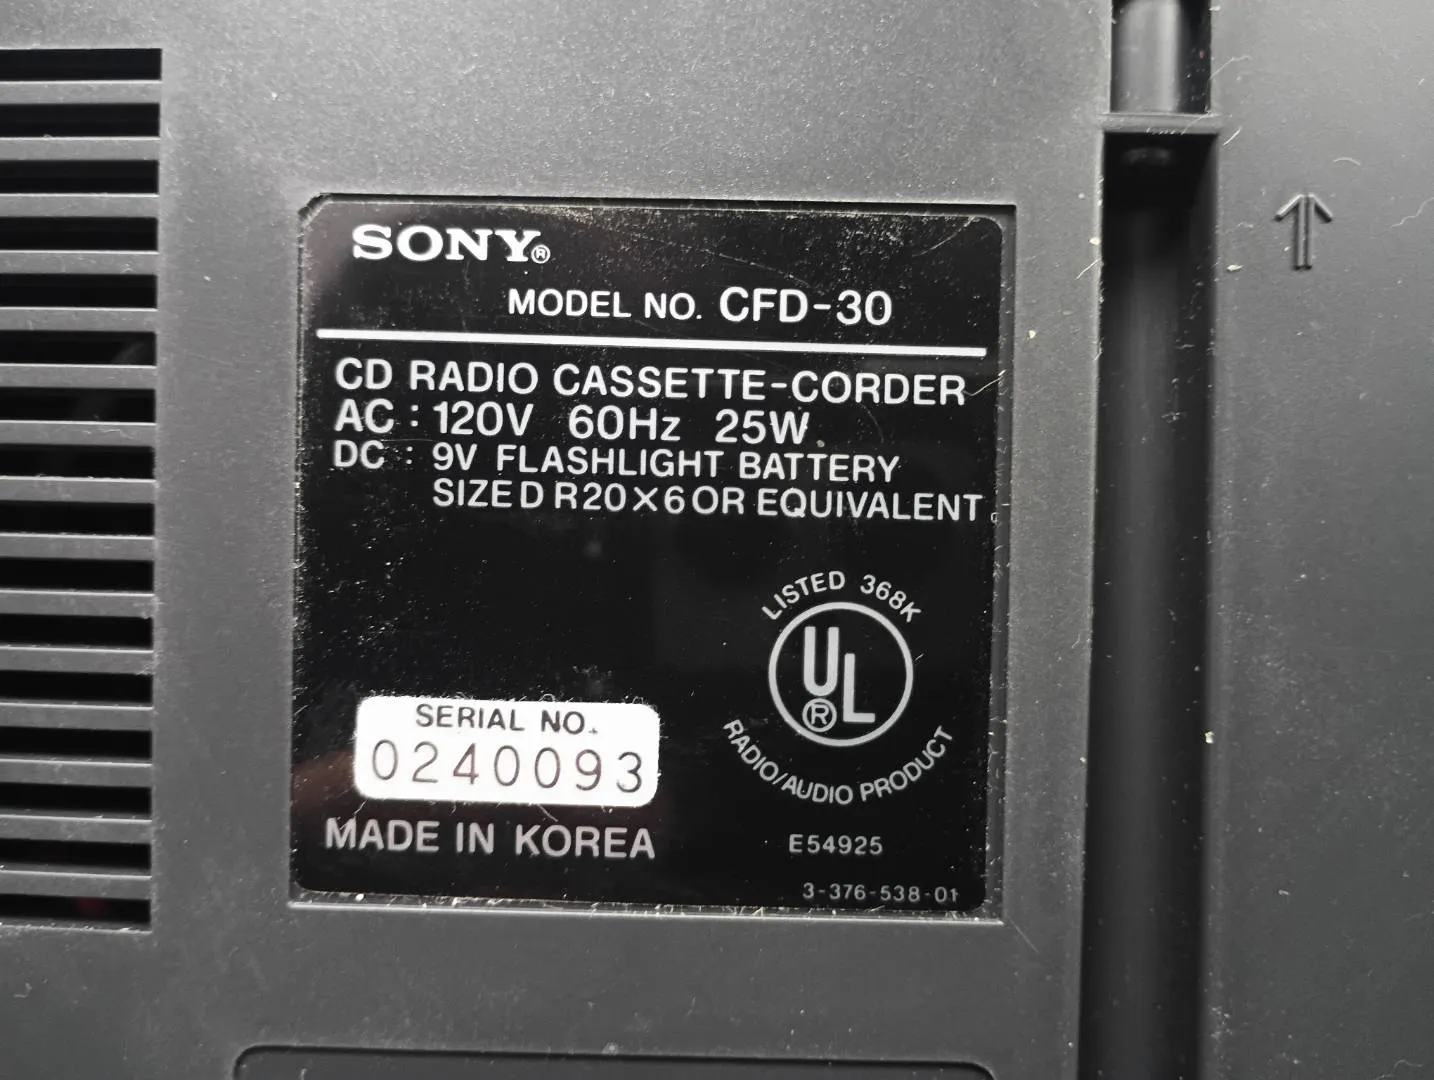 SONY®
MODEL NO. CFD-30
CD RADIO CASSETTE-CORDER
AC : 120V 60Hz 25W
DC : 9V FLASHLIGHT BATTERY
SIZE D R20×6 OR EQUIVALENT
LISTED 368K
UL®
RADIO/AUDIO PRODUCT
SERIAL NO.
0240093
MADE IN KOREA
E54925
3-376-538-01